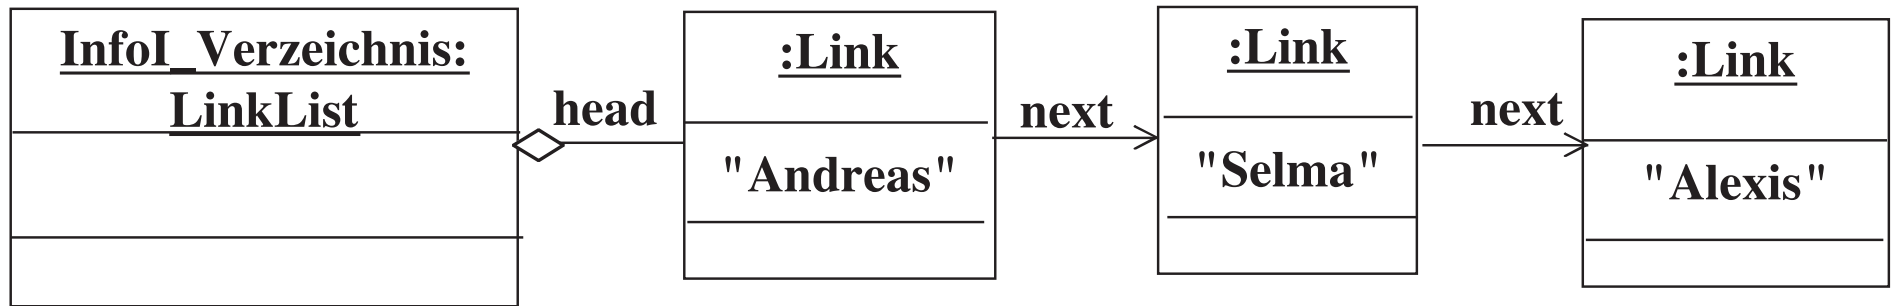 InfoI_Verzeichnis:
LinkList
head
:Link
"Andreas"
next
:Link
"Selma"
next
:Link
"Alexis"